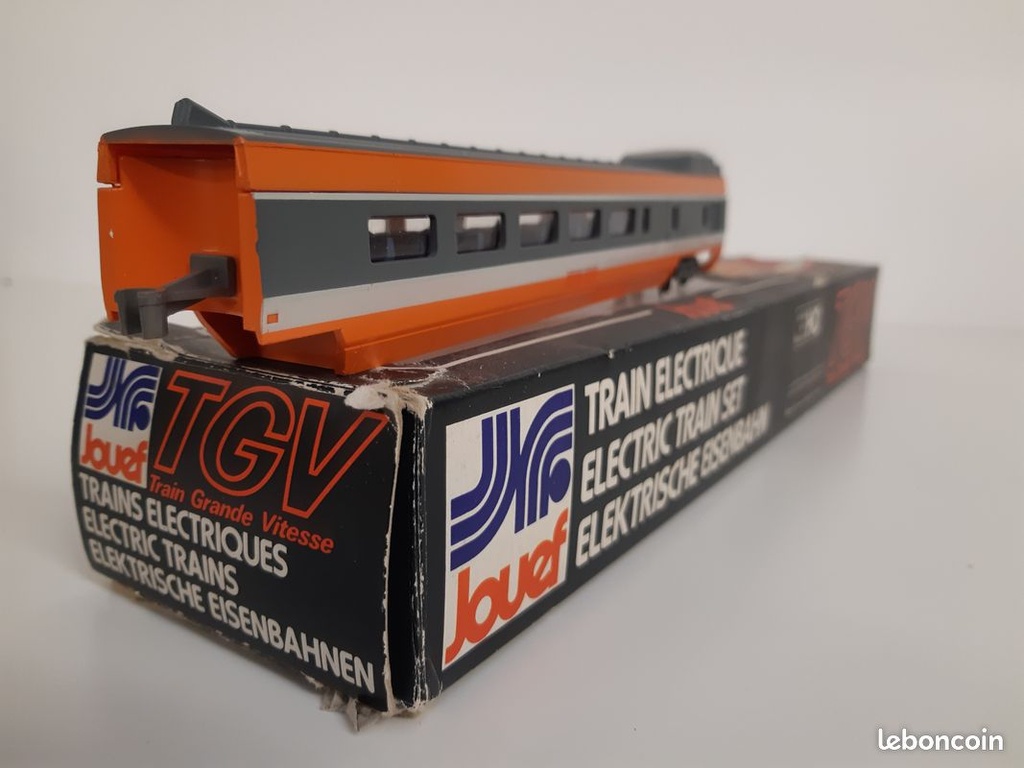 Jouef
TGV
Train Grande Vitesse
TRAINS ELECTRIQUES
ELECTRIC TRAINS
ELEKTRISCHE EISENBAHNEN
Jouef
TRAIN ELECTRIQUE
ELECTRIC TRAIN SET
ELEKTRISCHE EISENBAHN
HO
leboncoin